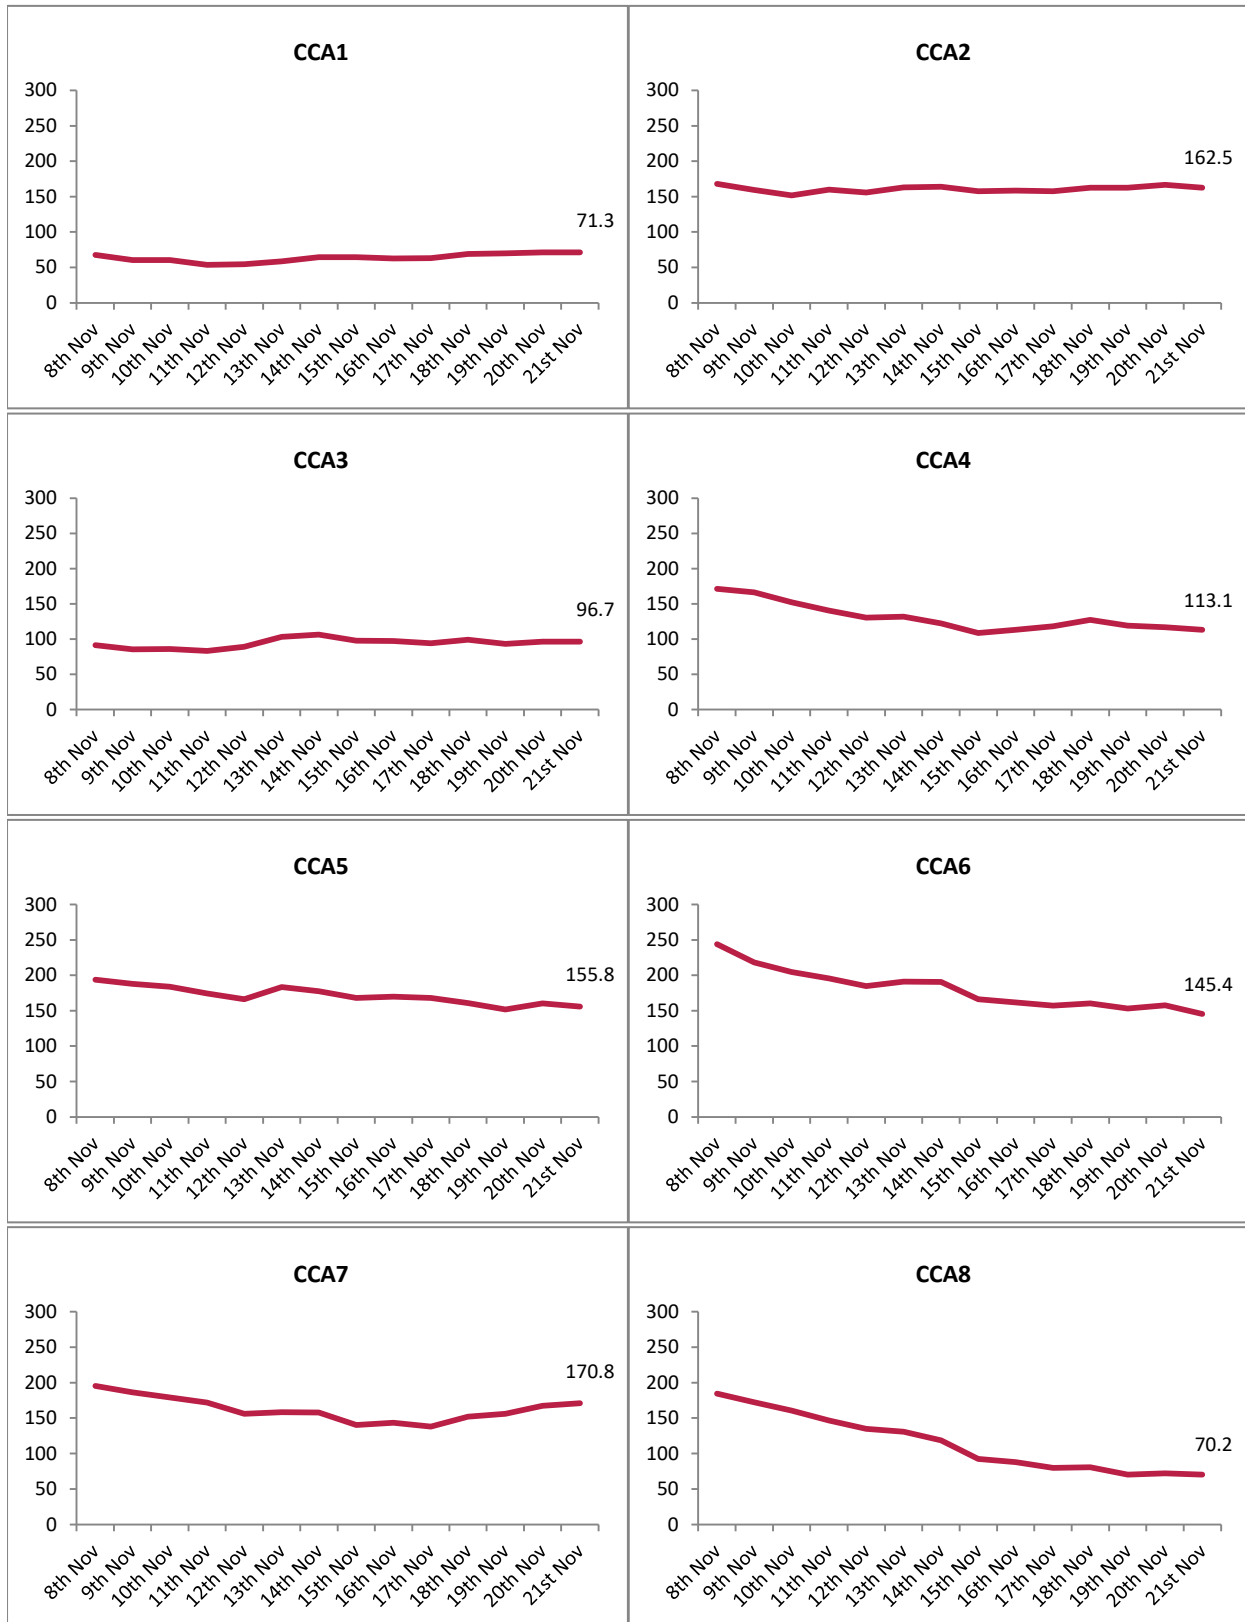 CCA1
300
250
200
150
100
50
0
71.3
8th Nov
9th Nov
10th Nov
11th Nov
12th Nov
13th Nov
14th Nov
15th Nov
16th Nov
17th Nov
18th Nov
19th Nov
20th Nov
21st Nov
CCA2
300
250
200
150
100
50
0
162.5
8th Nov
9th Nov
10th Nov
11th Nov
12th Nov
13th Nov
14th Nov
15th Nov
16th Nov
17th Nov
18th Nov
19th Nov
20th Nov
21st Nov
CCA3
300
250
200
150
100
50
0
96.7
8th Nov
9th Nov
10th Nov
11th Nov
12th Nov
13th Nov
14th Nov
15th Nov
16th Nov
17th Nov
18th Nov
19th Nov
20th Nov
21st Nov
CCA4
300
250
200
150
100
50
0
113.1
8th Nov
9th Nov
10th Nov
11th Nov
12th Nov
13th Nov
14th Nov
15th Nov
16th Nov
17th Nov
18th Nov
19th Nov
20th Nov
21st Nov
CCA5
300
250
200
150
100
50
0
155.8
8th Nov
9th Nov
10th Nov
11th Nov
12th Nov
13th Nov
14th Nov
15th Nov
16th Nov
17th Nov
18th Nov
19th Nov
20th Nov
21st Nov
CCA6
300
250
200
150
100
50
0
145.4
8th Nov
9th Nov
10th Nov
11th Nov
12th Nov
13th Nov
14th Nov
15th Nov
16th Nov
17th Nov
18th Nov
19th Nov
20th Nov
21st Nov
CCA7
300
250
200
150
100
50
0
170.8
8th Nov
9th Nov
10th Nov
11th Nov
12th Nov
13th Nov
14th Nov
15th Nov
16th Nov
17th Nov
18th Nov
19th Nov
20th Nov
21st Nov
CCA8
300
250
200
150
100
50
0
70.2
8th Nov
9th Nov
10th Nov
11th Nov
12th Nov
13th Nov
14th Nov
15th Nov
16th Nov
17th Nov
18th Nov
19th Nov
20th Nov
21st Nov